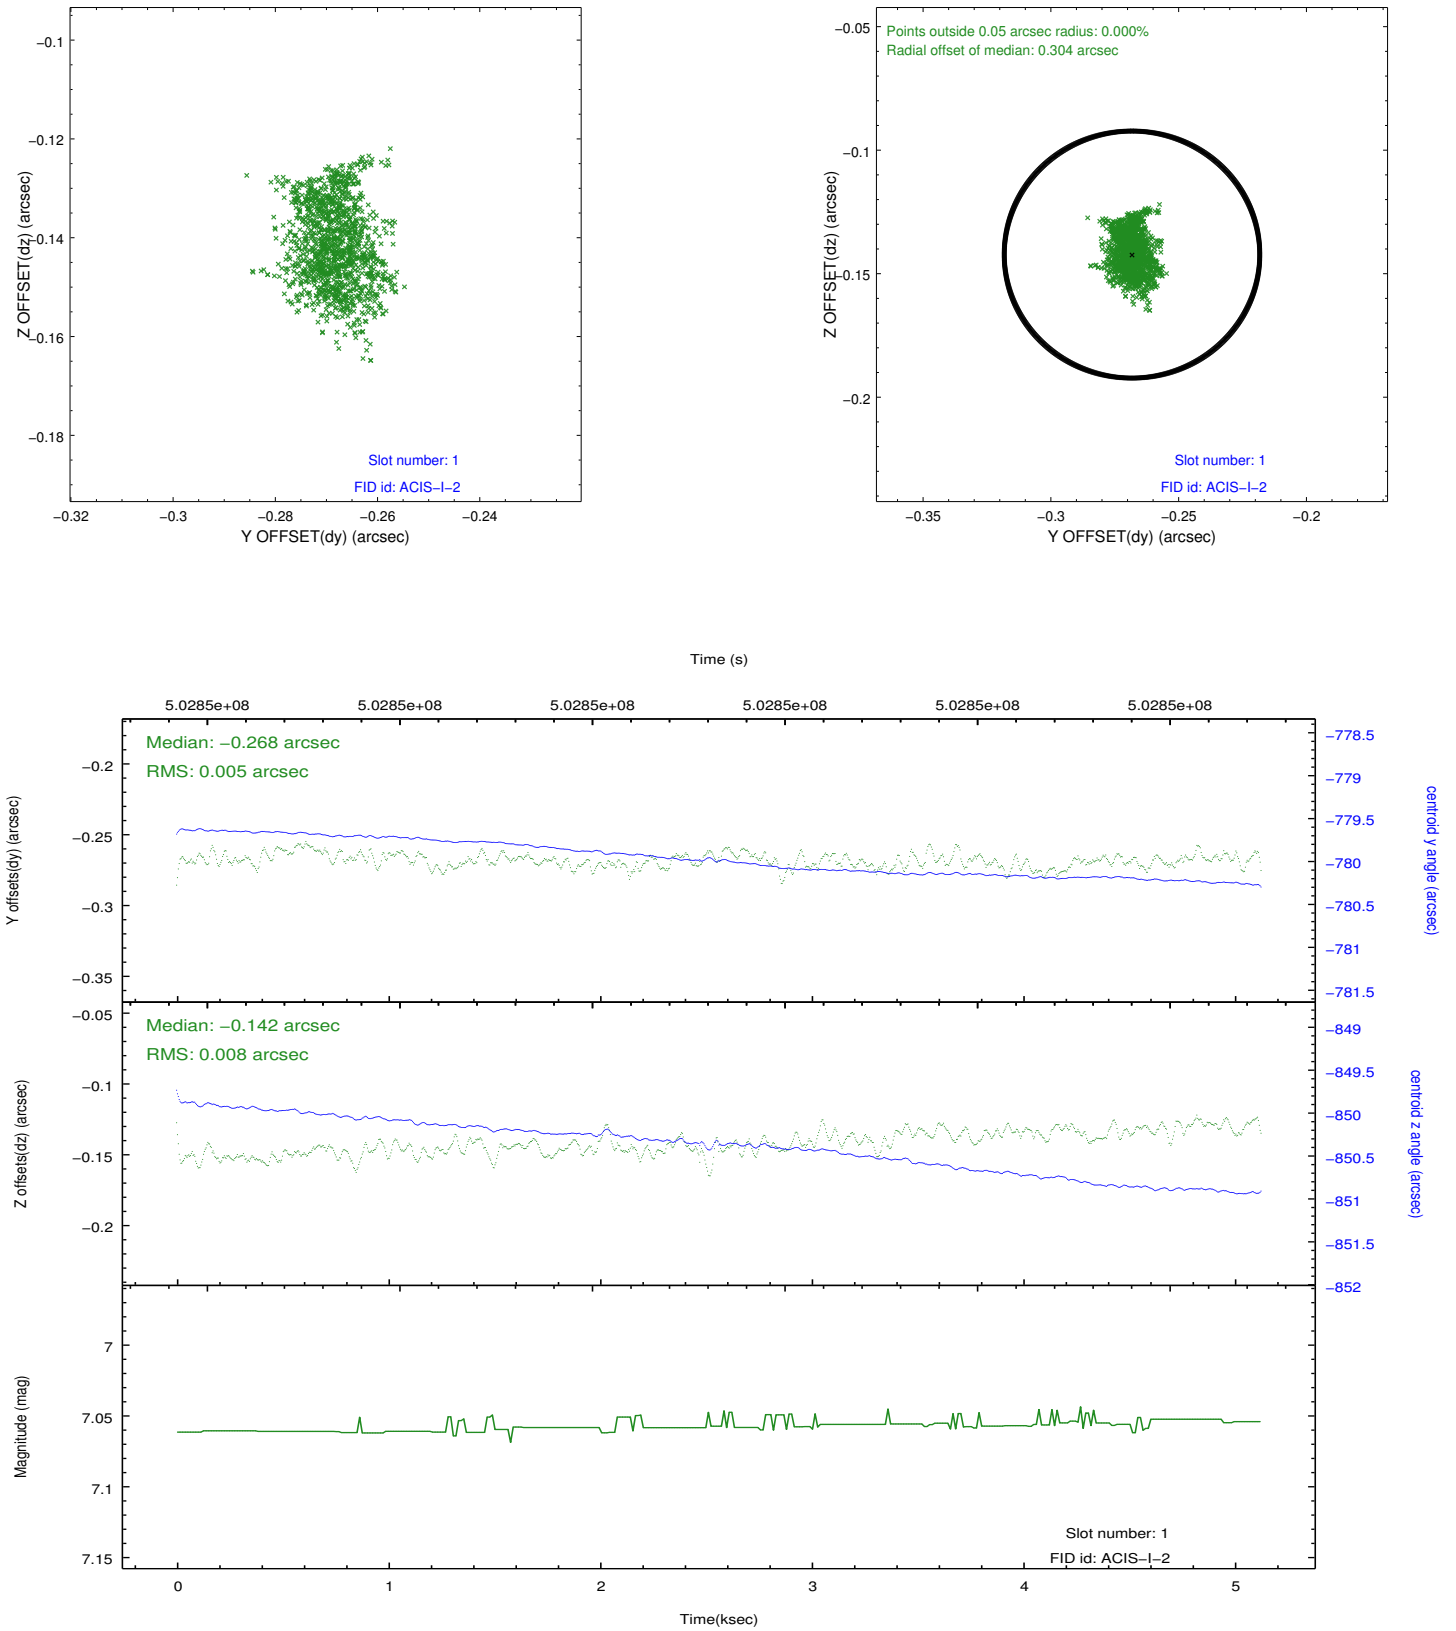 −0.1
−0.12
−0.14
−0.16
−0.18
Z OFFSET(dz) (arcsec)
Slot number: 1
FID id: ACIS−I−2
−0.32
−0.3
−0.28
−0.26
−0.24
Y OFFSET(dy) (arcsec)
Points outside 0.05 arcsec radius: 0.000%
Radial offset of median: 0.304 arcsec
−0.05
−0.1
−0.15
−0.2
Z OFFSET(dz) (arcsec)
Slot number: 1
FID id: ACIS−I−2
−0.35
−0.3
−0.25
−0.2
Y OFFSET(dy) (arcsec)
Time (s)
5.0285e+08
5.0285e+08
5.0285e+08
5.0285e+08
5.0285e+08
5.0285e+08
Median: −0.268 arcsec
RMS: 0.005 arcsec
−0.2
−0.25
−0.3
−0.35
Y offsets(dy) (arcsec)
−778.5
−779
−779.5
−780
−780.5
−781
−781.5
centroid y angle (arcsec)
Median: −0.142 arcsec
RMS: 0.008 arcsec
−0.05
−0.1
−0.15
−0.2
Z offsets(dz) (arcsec)
−849
−849.5
−850
−850.5
−851
−851.5
−852
centroid z angle (arcsec)
7
7.05
7.1
7.15
Magnitude (mag)
Slot number: 1
FID id: ACIS−I−2
0
1
2
3
4
5
Time(ksec)